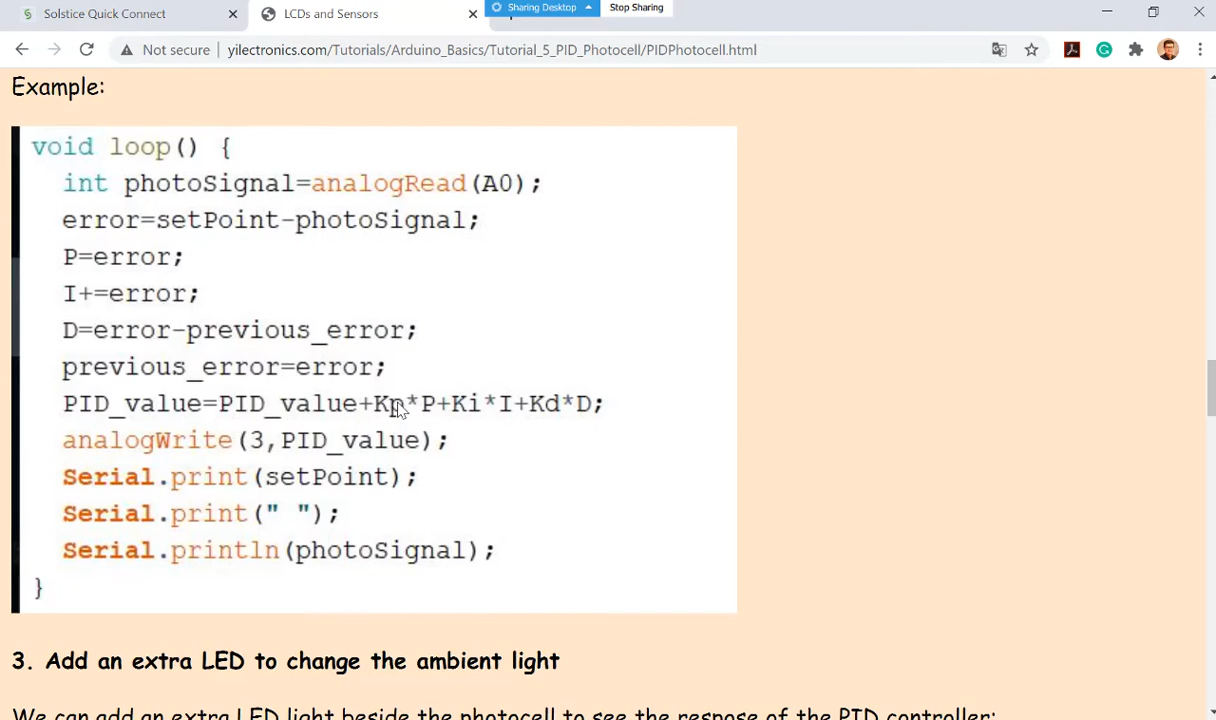 Solstice Quick Connect
LCDs and Sensors
Sharing Desktop
Stop Sharing
Not secure
yilectronics.com/Tutorials/Arduino_Basics/Tutorial_5_PID_Photocell/PIDPhotocell.html
Example:
void loop() {
int photoSignal=analogRead(A0);
error=setPoint-photoSignal;
P=error;
I+=error;
D=error-previous_error;
previous_error=error;
PID_value=PID_value+Kp*P+Ki*I+Kd*D;
analogWrite(3,PID_value);
Serial.print(setPoint);
Serial.print(" ");
Serial.println(photoSignal);
}
3. Add an extra LED to change the ambient light
We can add an extra LED light beside the photocell to see the respose of the PID controller: